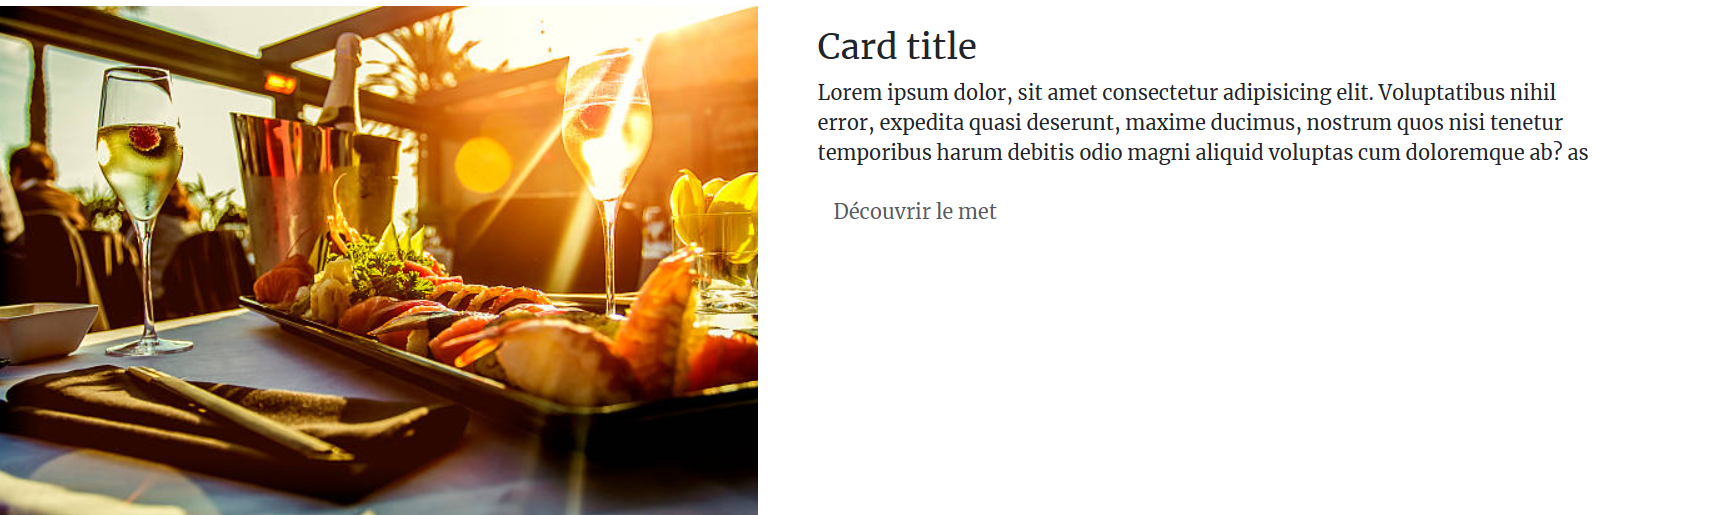 Card title
Lorem ipsum dolor, sit amet consectetur adipisicing elit. Voluptatibus nihil
error, expedita quasi deserunt, maxime ducimus, nostrum quos nisi tenetur
temporibus harum debitis odio magni aliquid voluptas cum doloremque ab? as
Découvrir le met